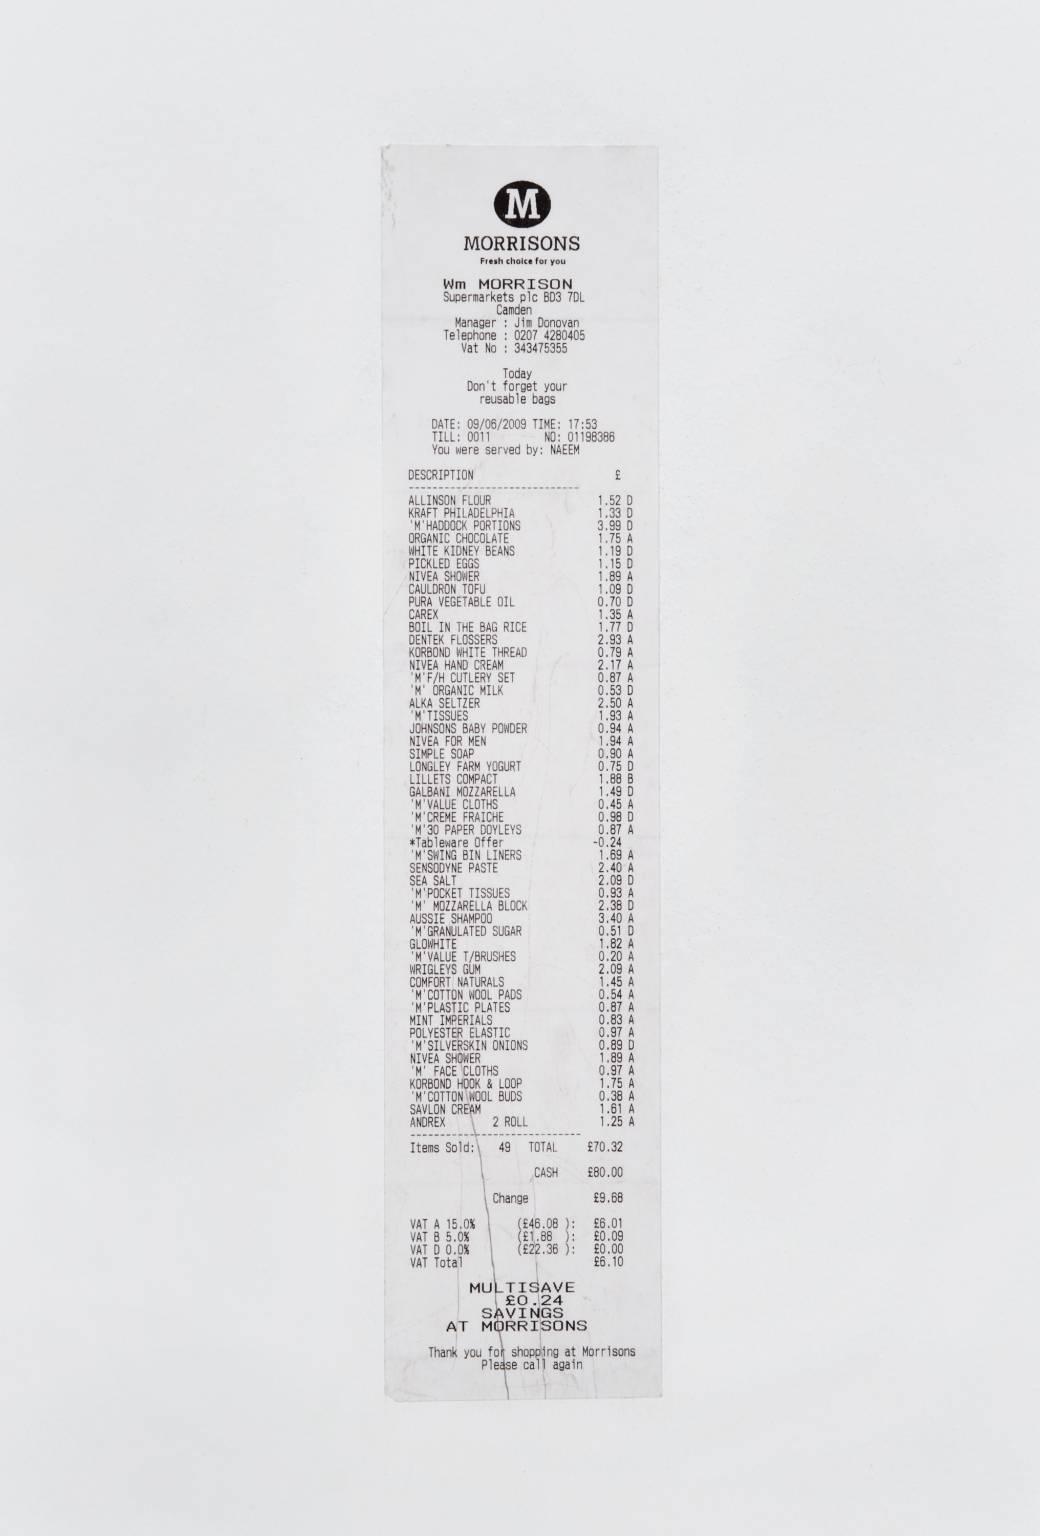 M
MORRISONS
Fresh choice for you
Wm MORRISON
Supermarkets plc BD3 7DL
Camden
Manager : Jim Donovan
Telephone : 0207 4280405
Vat No : 343475355
Today
Don't forget your
reusable bags
DATE: 09/06/2009 TIME: 17:53
TILL: 0011 NO: 01198386
You were served by: NAEEM
DESCRIPTION £
ALLINSON FLOUR 1.52 D
KRAFT PHILADELPHIA 1.33 D
'M'HADDOCK PORTIONS 3.99 D
ORGANIC CHOCOLATE 1.75 A
WHITE KIDNEY BEANS 1.19 D
PICKLED EGGS 1.15 D
NIVEA SHOWER 1.89 A
CAULDRON TOFU 1.09 D
PURA VEGETABLE OIL 0.70 D
CAREX 1.35 A
BOIL IN THE BAG RICE 1.77 D
DENTEK FLOSSERS 2.93 A
KORBOND WHITE THREAD 0.79 A
NIVEA HAND CREAM 2.17 A
'M'F/H CUTLERY SET 0.87 A
'M' ORGANIC MILK 0.53 D
ALKA SELTZER 2.50 A
'M'TISSUES 1.93 A
JOHNSONS BABY POWDER 0.94 A
NIVEA FOR MEN 1.94 A
SIMPLE SOAP 0.90 A
LONGLEY FARM YOGURT 0.75 D
LILLETS COMPACT 1.88 B
GALBANI MOZZARELLA 1.49 D
'M'VALUE CLOTHS 0.45 A
'M'CREME FRAICHE 0.98 D
'M'30 PAPER DOYLEYS 0.87 A
*Tableware Offer -0.24
'M'SWING BIN LINERS 1.69 A
SENSODYNE PASTE 2.40 A
SEA SALT 2.09 D
'M'POCKET TISSUES 0.93 A
'M' MOZZARELLA BLOCK 2.38 D
AUSSIE SHAMPOO 3.40 A
'M'GRANULATED SUGAR 0.51 D
GLOWHITE 1.82 A
'M'VALUE T/BRUSHES 0.20 A
WRIGLEYS GUM 2.09 A
COMFORT NATURALS 1.45 A
'M'COTTON WOOL PADS 0.54 A
'M'PLASTIC PLATES 0.87 A
MINT IMPERIALS 0.83 A
POLYESTER ELASTIC 0.97 A
'M'SILVERSKIN ONIONS 0.89 D
NIVEA SHOWER 1.89 A
'M' FACE CLOTHS 0.97 A
KORBOND HOOK & LOOP 1.75 A
'M'COTTON WOOL BUDS 0.38 A
SAVLON CREAM 1.61 A
ANDREX 2 ROLL 1.25 A
Items Sold: 49 TOTAL £70.32
CASH £80.00
Change £9.68
VAT A 15.0% (£46.08 ): £6.01
VAT B 5.0% (£1.88 ): £0.09
VAT D 0.0% (£22.36 ): £0.00
VAT Total £6.10
MULTISAVE
£0.24
SAVINGS
AT MORRISONS
Thank you for shopping at Morrisons
Please call again